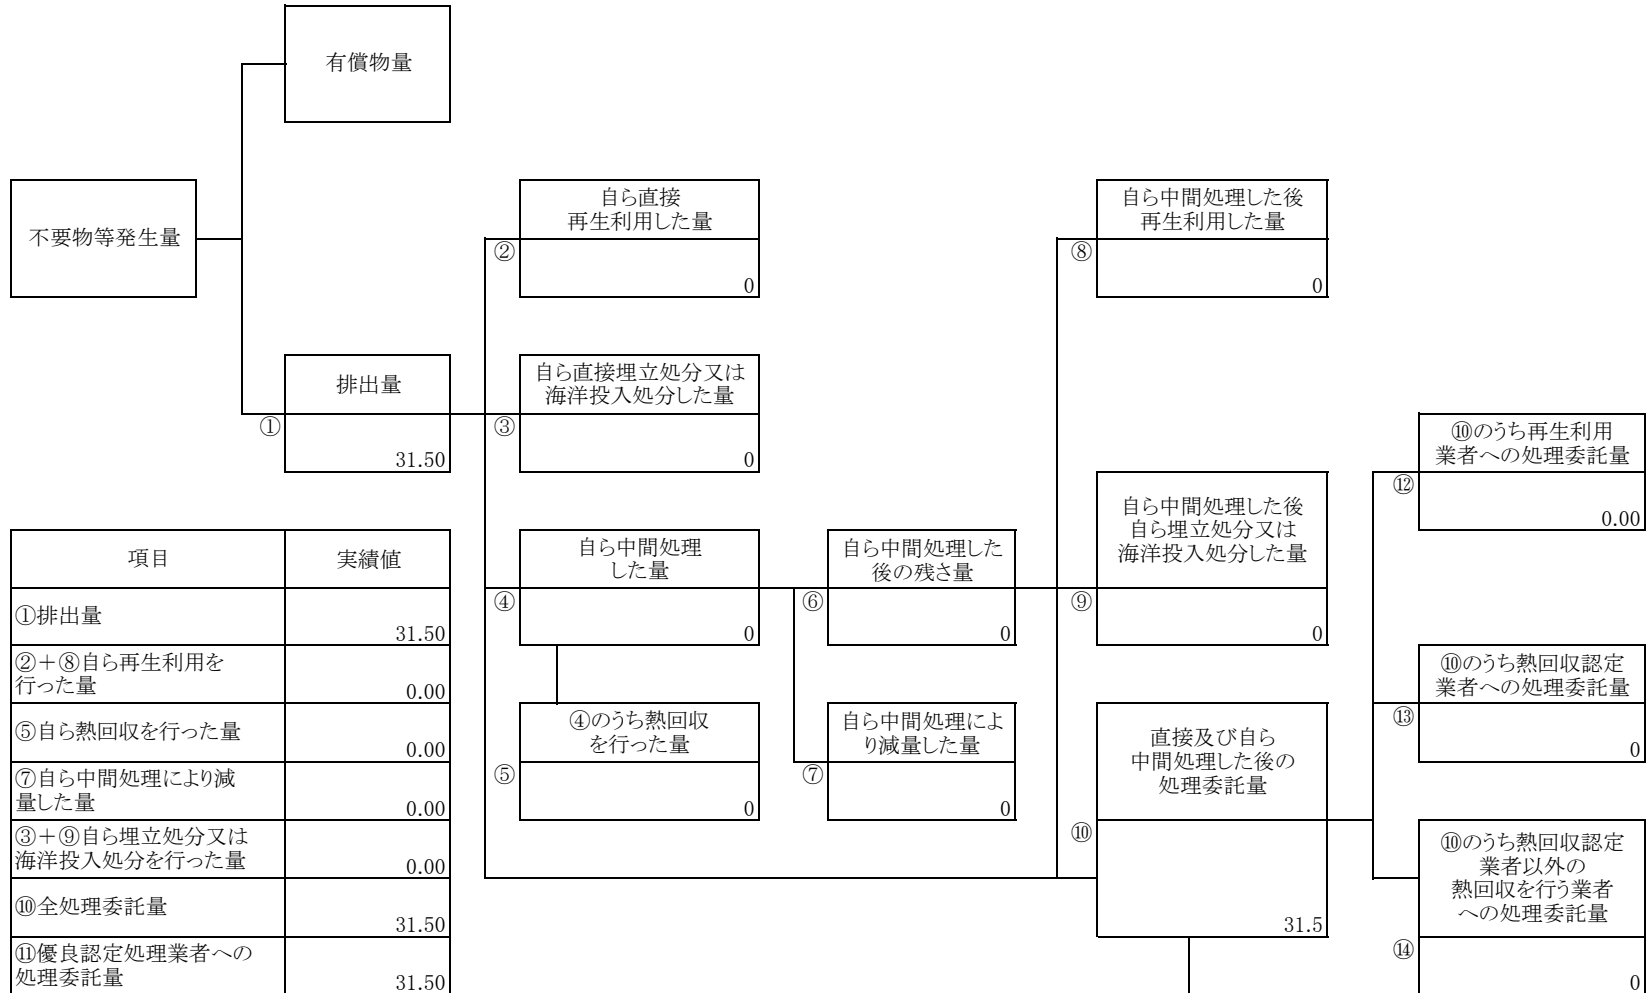 有償物量
不要物等発生量
自ら直接
再生利用した量
②
0
自ら中間処理した後
再生利用した量
⑧
0
排出量
①
31.50
自ら直接埋立処分又は
海洋投入処分した量
③
0
⑩のうち再生利用
業者への処理委託量
⑫
0.00
自ら中間処理
した量
④
0
自ら中間処理した
後の残さ量
⑥
0
自ら中間処理した後
自ら埋立処分又は
海洋投入処分した量
⑨
0
⑩のうち熱回収認定
業者への処理委託量
⑬
0
④のうち熱回収
を行った量
⑤
0
自ら中間処理によ
り減量した量
⑦
0
直接及び自ら
中間処理した後の
処理委託量
⑩
31.5
⑩のうち熱回収認定
業者以外の
熱回収を行う業者
への処理委託量
⑭
0
項目 実績値
①排出量
31.50
②+⑧自ら再生利用を
行った量
0.00
⑤自ら熱回収を行った量
0.00
⑦自ら中間処理により減
量した量
0.00
③+⑨自ら埋立処分又は
海洋投入処分を行った量
0.00
⑩全処理委託量
31.50
⑪優良認定処理業者への
処理委託量
31.50